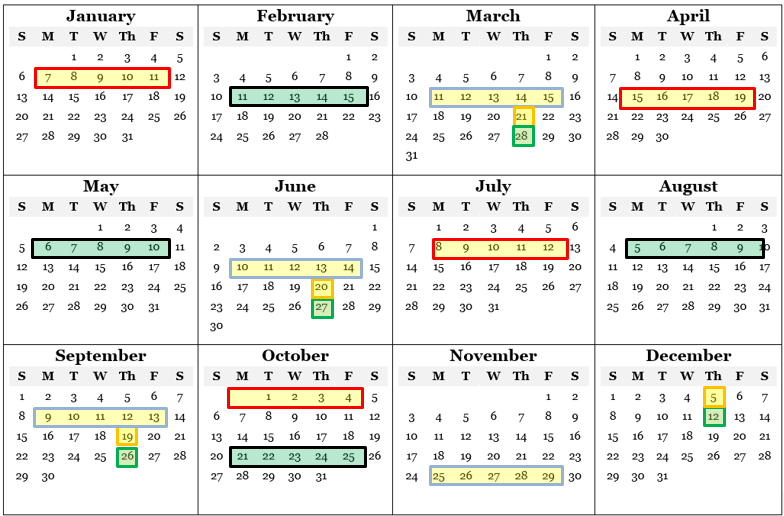 January
S M T W Th F S
1 2 3 4 5
6 7 8 9 10 11 12
13 14 15 16 17 18 19
20 21 22 23 24 25 26
27 28 29 30 31
February
S M T W Th F S
1 2
3 4 5 6 7 8 9
10 11 12 13 14 15 16
17 18 19 20 21 22 23
24 25 26 27 28
March
S M T W Th F S
1 2
3 4 5 6 7 8 9
10 11 12 13 14 15 16
17 18 19 20 21 22 23
24 25 26 27 28 29 30
31
April
S M T W Th F S
1 2 3 4 5 6
7 8 9 10 11 12 13
14 15 16 17 18 19 20
21 22 23 24 25 26 27
28 29 30
May
S M T W Th F S
1 2 3 4
5 6 7 8 9 10 11
12 13 14 15 16 17 18
19 20 21 22 23 24 25
26 27 28 29 30 31
June
S M T W Th F S
1
2 3 4 5 6 7 8
9 10 11 12 13 14 15
16 17 18 19 20 21 22
23 24 25 26 27 28 29
30
July
S M T W Th F S
1 2 3 4 5 6
7 8 9 10 11 12 13
14 15 16 17 18 19 20
21 22 23 24 25 26 27
28 29 30 31
August
S M T W Th F S
1 2 3
4 5 6 7 8 9 10
11 12 13 14 15 16 17
18 19 20 21 22 23 24
25 26 27 28 29 30 31
September
S M T W Th F S
1 2 3 4 5 6 7
8 9 10 11 12 13 14
15 16 17 18 19 20 21
22 23 24 25 26 27 28
29 30
October
S M T W Th F S
1 2 3 4 5
6 7 8 9 10 11 12
13 14 15 16 17 18 19
20 21 22 23 24 25 26
27 28 29 30 31
November
S M T W Th F S
1 2
3 4 5 6 7 8 9
10 11 12 13 14 15 16
17 18 19 20 21 22 23
24 25 26 27 28 29 30
December
S M T W Th F S
1 2 3 4 5 6 7
8 9 10 11 12 13 14
15 16 17 18 19 20 21
22 23 24 25 26 27 28
29 30 31